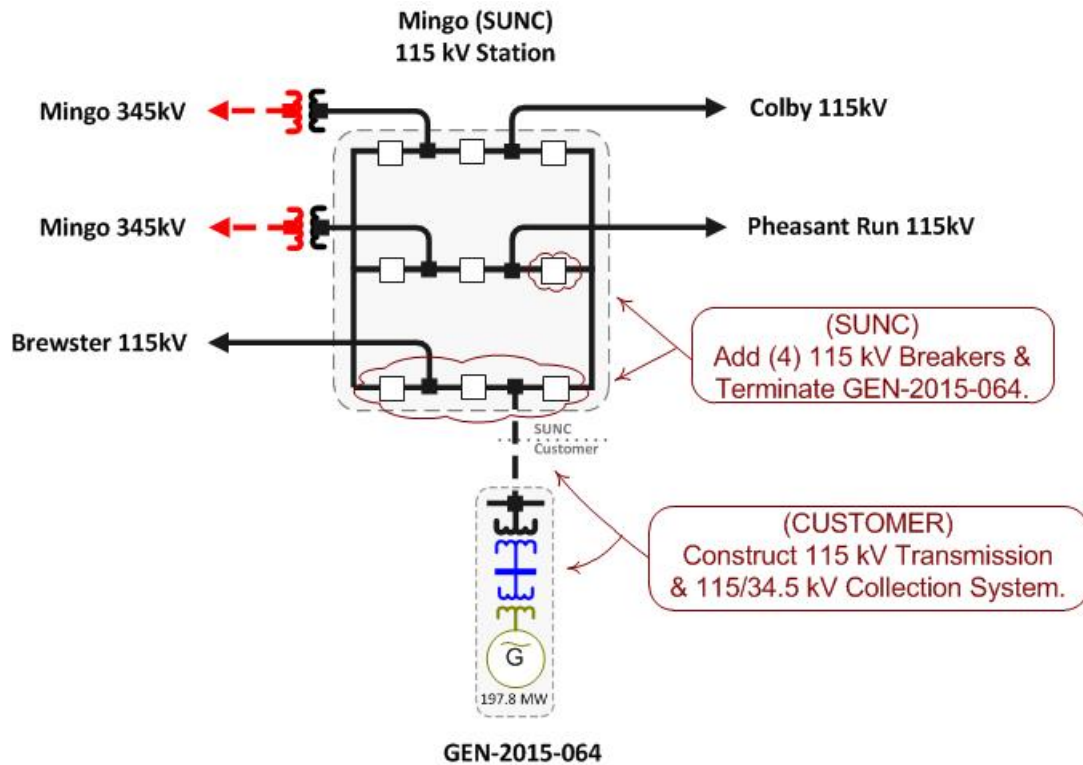 Mingo (SUNC)
115 kV Station
Mingo 345kV
Colby 115kV
Mingo 345kV
Pheasant Run 115kV
Brewster 115kV
(SUNC)
Add (4) 115 kV Breakers &
Terminate GEN-2015-064.
SUNC
Customer
(CUSTOMER)
Construct 115 kV Transmission
& 115/34.5 kV Collection System.
G
197.8 MW
GEN-2015-064